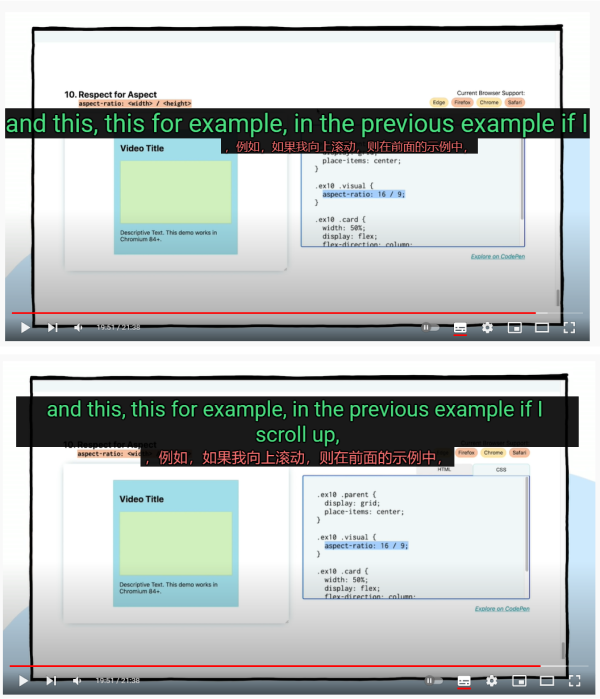 10. Respect for Aspect
aspect-ratio: <width> / <height>
Current Browser Support:
Edge Firefox Chrome Safari
and this, this for example, in the previous example if I
，例如，如果我向上滚动，则在前面的示例中，
Video Title
place-items: center;
}
.ex10 .visual {
aspect-ratio: 16 / 9;
}
.ex10 .card {
width: 50%;
display: flex;
flex-direction: column;
Descriptive Text. This demo works in
Chromium 84+.
Explore on CodePen
19:51 / 21:38
and this, this for example, in the previous example if I
scroll up,
，例如，如果我向上滚动，则在前面的示例中，
10. Respect for Aspect
aspect-ratio: <wid
Firefox Chrome Safari
HTML
CSS
Video Title
.ex10 .parent {
display: grid;
place-items: center;
}
.ex10 .visual {
aspect-ratio: 16 / 9;
}
.ex10 .card {
width: 50%;
display: flex;
flex-direction: column;
Descriptive Text. This demo works in
Chromium 84+.
Explore on CodePen
19:51 / 21:38